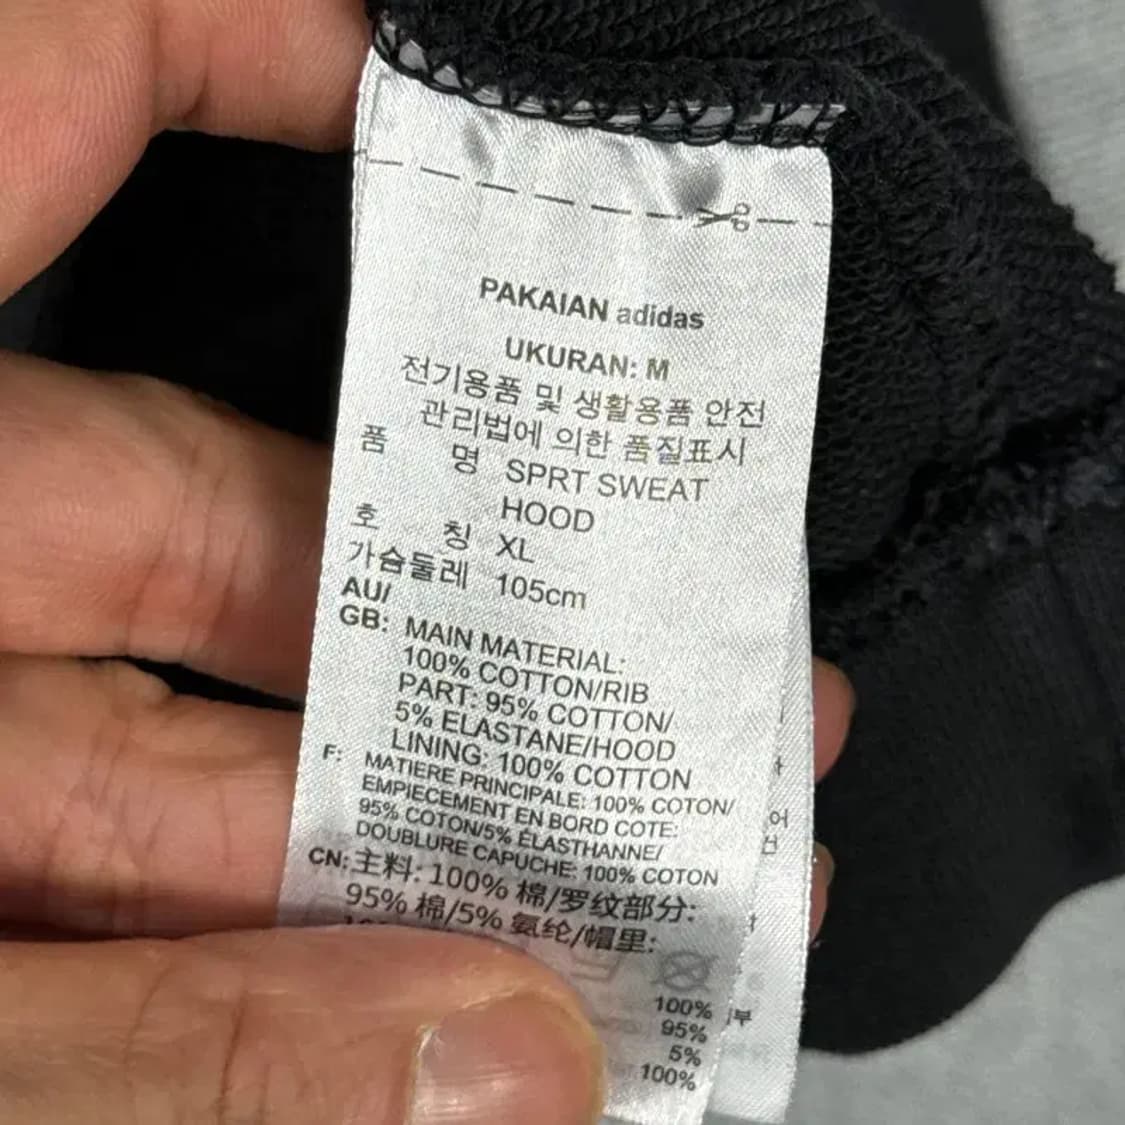 PAKAIAN adidas
UKURAN: M
전기용품 및 생활용품 안전
관리법에 의한 품질표시
품 명 SPRT SWEAT
HOOD
호 칭 XL
가슴둘레 105cm
AU/
GB: MAIN MATERIAL:
100% COTTON/RIB
PART: 95% COTTON/
5% ELASTANE/HOOD
LINING: 100% COTTON
F: MATIERE PRINCIPALE: 100% COTON/
EMPIECEMENT EN BORD COTE:
95% COTON/5% ÉLASTHANNE/
DOUBLURE CAPUCHE: 100% COTON
CN: 主料: 100% 棉/罗纹部分:
95% 棉/5% 氨纶/帽里:
100%
95%
5%
100%
어
부